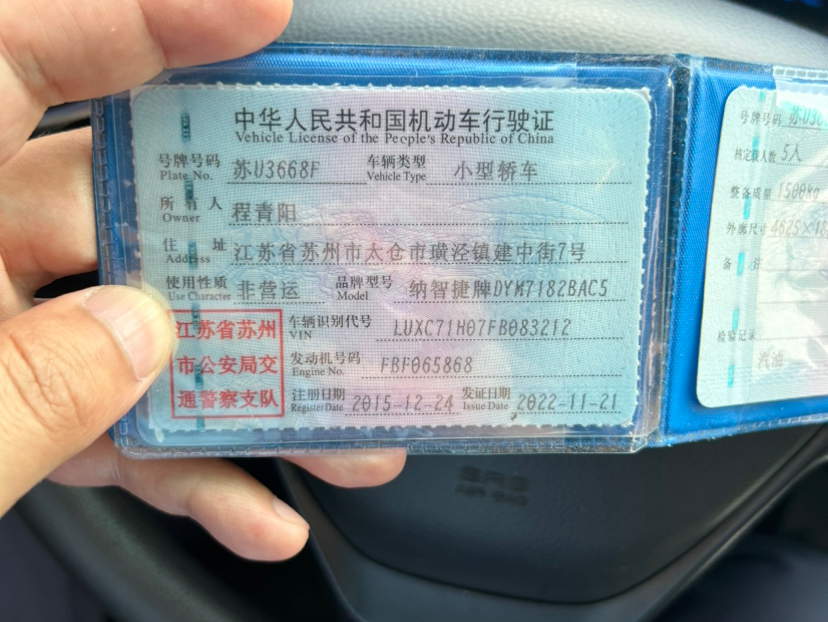 中华人民共和国机动车行驶证
Vehicle License of the People's Republic of China
号牌号码 苏U3668F 车辆类型 小型轿车
Plate No. Vehicle Type
所有人 程青阳
Owner
住址 江苏省苏州市太仓市璜泾镇建中街7号
Address
使用性质 非营运 品牌型号 纳智捷牌DYM7182BAC5
Use Character Model
江苏省苏州
市公安局交
通警察支队
车辆识别代号 LUXC71H07FB083212
VIN
发动机号码 FBF065868
Engine No.
注册日期 2015-12-24 发证日期 2022-11-21
Register Date Issue Date
号牌号码 苏U366
核定载人数 5人
整备质量 1500kg
外廓尺寸 4625×18
备注
检验记录
汽油
SRS
AIR BAG